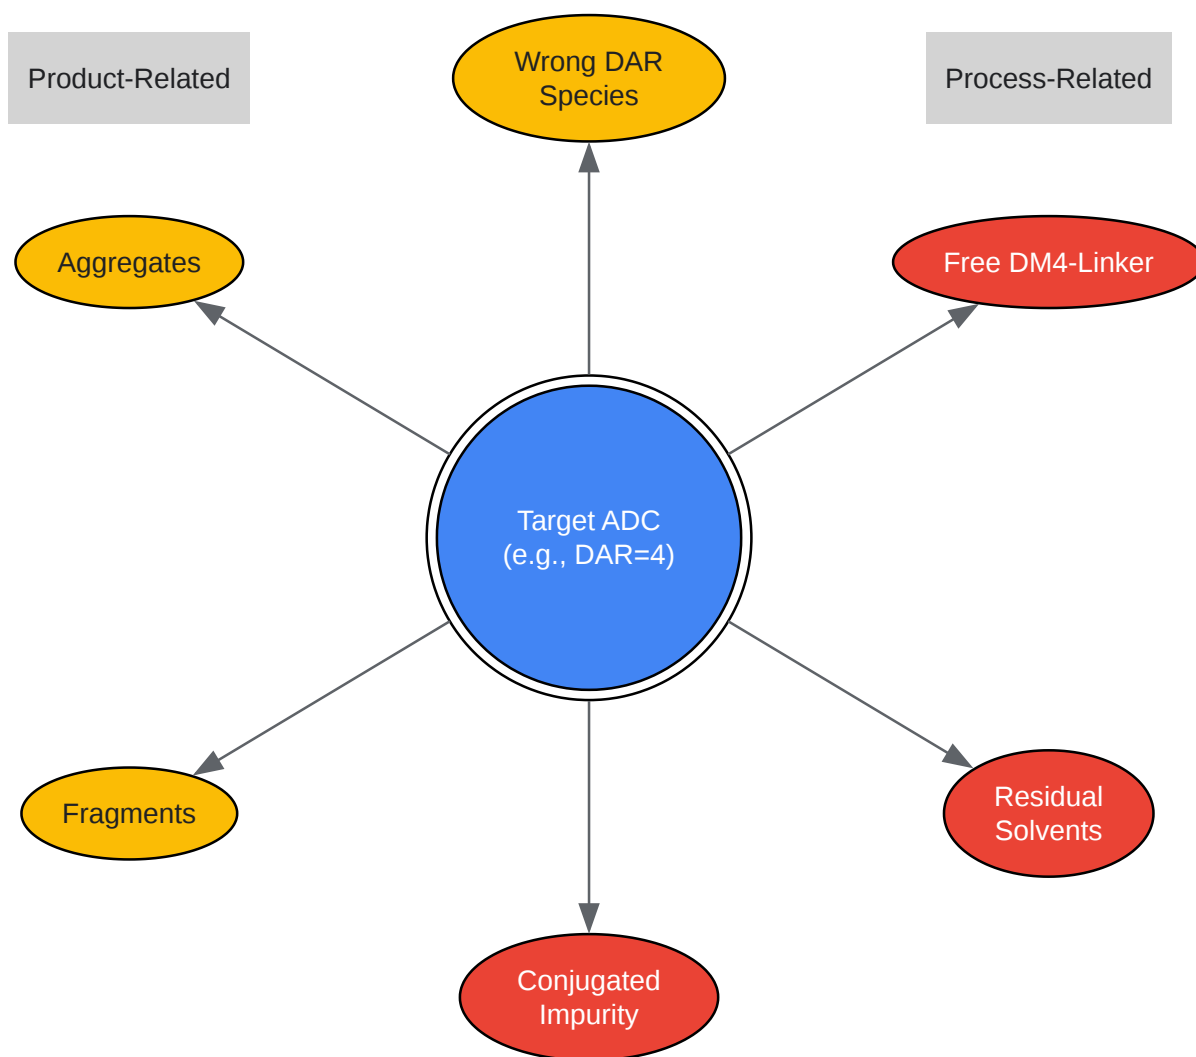 Product-Related
Wrong DAR
Species
Process-Related
Aggregates
Free DM4-Linker
Target ADC
(e.g., DAR=4)
Fragments
Residual
Solvents
Conjugated
Impurity